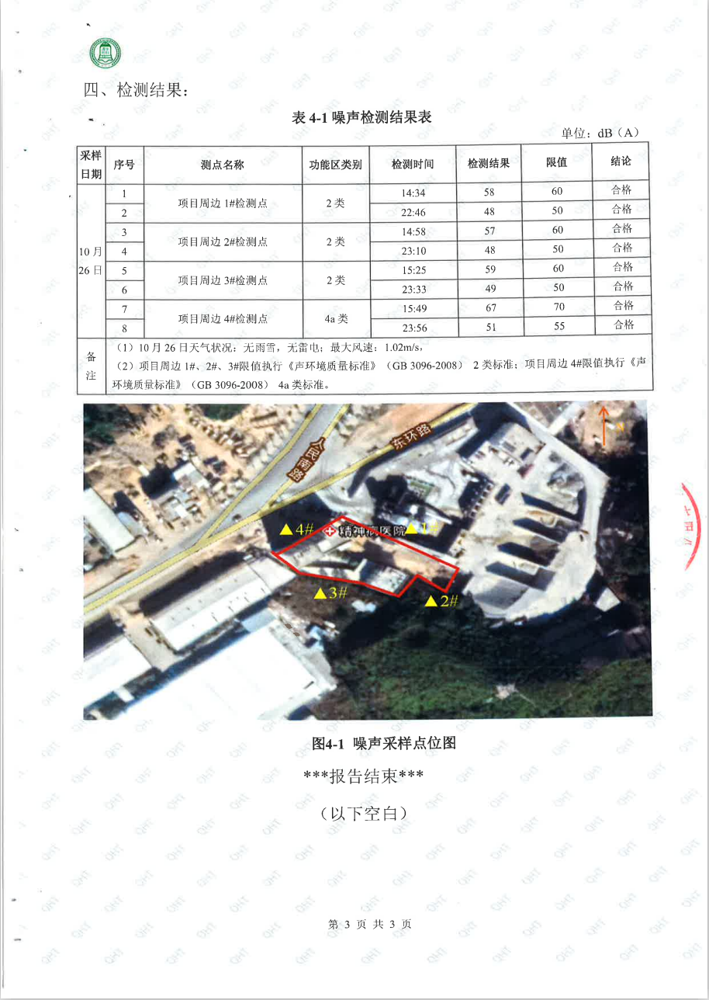 四、检测结果：
表 4-1 噪声检测结果表
单位：dB（A）
采样日期 序号 测点名称 功能区类别 检测时间 检测结果 限值 结论
10 月 26 日
1 项目周边 1#检测点 2 类 14:34 58 60 合格
2 22:46 48 50 合格
3 项目周边 2#检测点 2 类 14:58 57 60 合格
4 23:10 48 50 合格
5 项目周边 3#检测点 2 类 15:25 59 60 合格
6 23:33 49 50 合格
7 项目周边 4#检测点 4a 类 15:49 67 70 合格
8 23:56 51 55 合格
备注
（1）10 月 26 日天气状况：无雨雪，无雷电；最大风速：1.02m/s，
（2）项目周边 1#、2#、3#限值执行《声环境质量标准》（GB 3096-2008） 2 类标准；项目周边 4#限值执行《声
环境质量标准》（GB 3096-2008） 4a 类标准。
人民南路
东环路
N
▲4#
精神病医院
▲1#
▲3#
▲2#
图4-1 噪声采样点位图
***报告结束***
（以下空白）
第 3 页 共 3 页
QHT